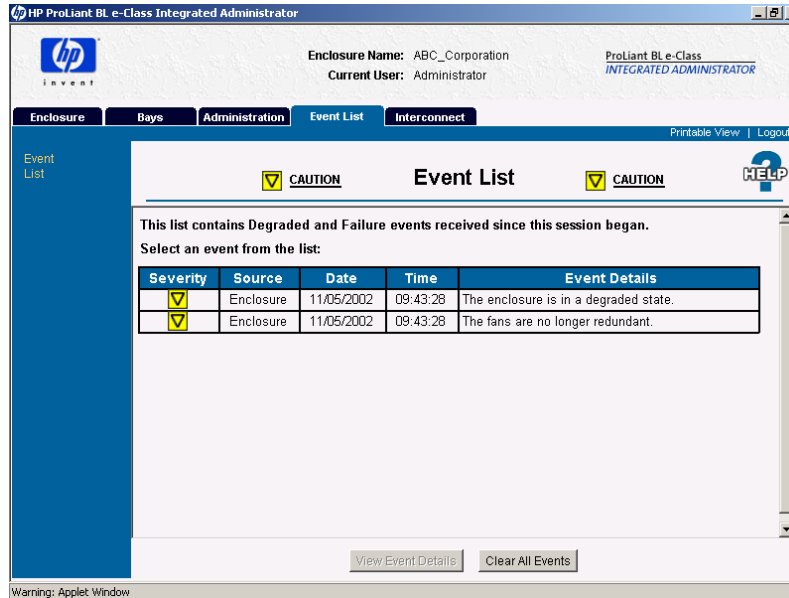 HP ProLiant BL e-Class Integrated Administrator
hp
invent
Enclosure Name: ABC_Corporation
Current User: Administrator
ProLiant BL e-Class
INTEGRATED ADMINISTRATOR
Enclosure Bays Administration Event List Interconnect
Printable View | Logout
Event
List
CAUTION Event List CAUTION
HELP
This list contains Degraded and Failure events received since this session began.
Select an event from the list:
Severity Source Date Time Event Details
Enclosure 11/05/2002 09:43:28 The enclosure is in a degraded state.
Enclosure 11/05/2002 09:43:28 The fans are no longer redundant.
View Event Details Clear All Events
Warning: Applet Window